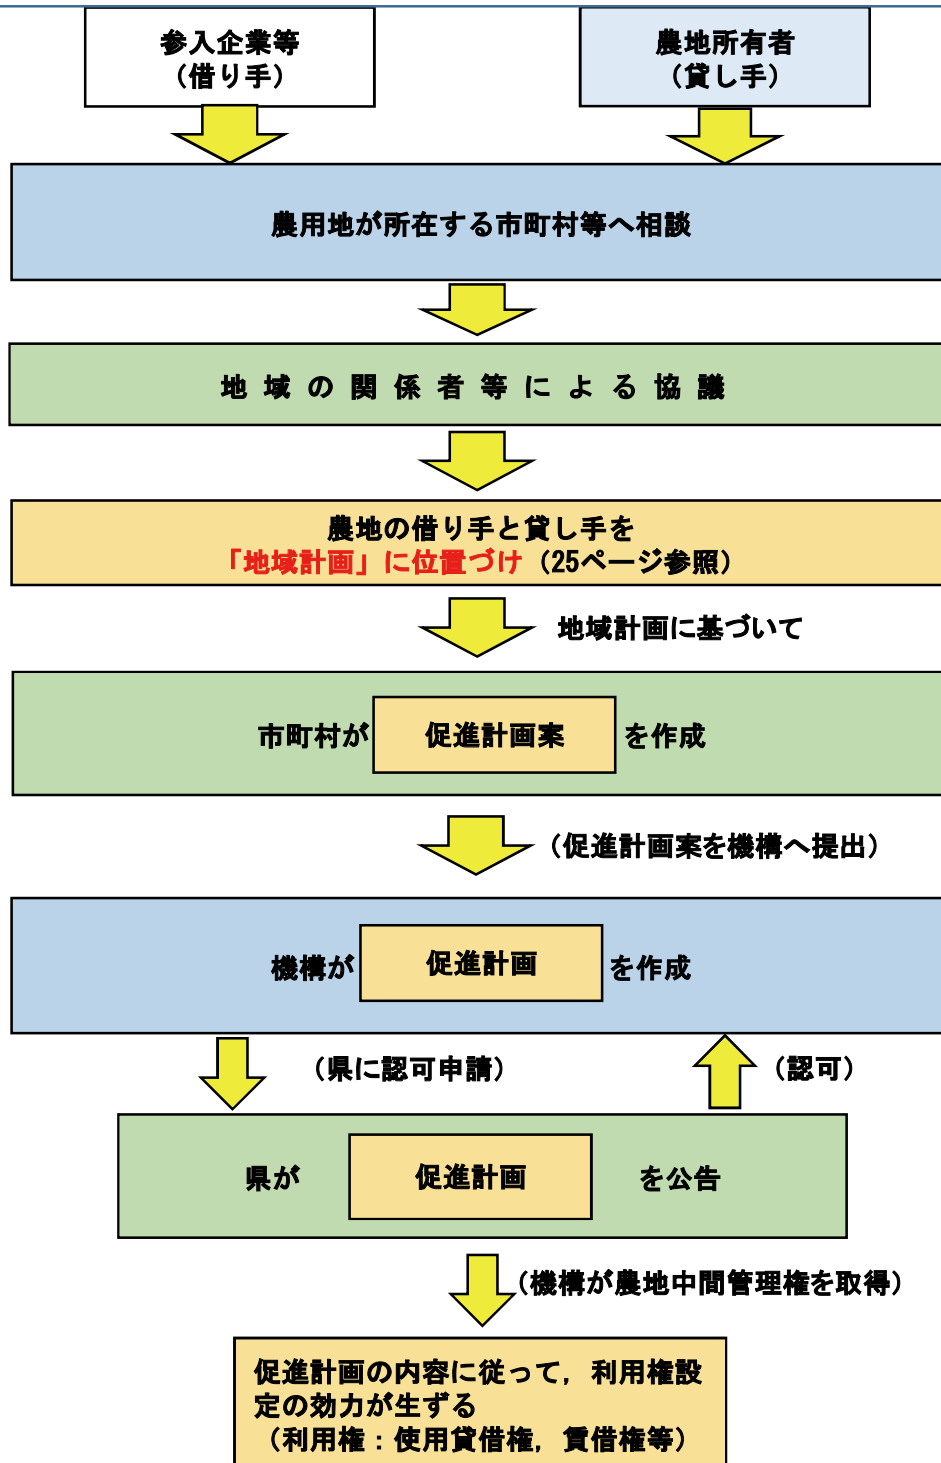 参入企業等
（借り手）
農地所有者
（貸し手）
農用地が所在する市町村等へ相談
地域の関係者等による協議
農地の借り手と貸し手を
「地域計画」に位置づけ（25ページ参照）
地域計画に基づいて
市町村が 促進計画案 を作成
（促進計画案を機構へ提出）
機構が 促進計画 を作成
（県に認可申請）
（認可）
県が 促進計画 を公告
（機構が農地中間管理権を取得）
促進計画の内容に従って，利用権設
定の効力が生ずる
（利用権：使用貸借権，賃借権等）